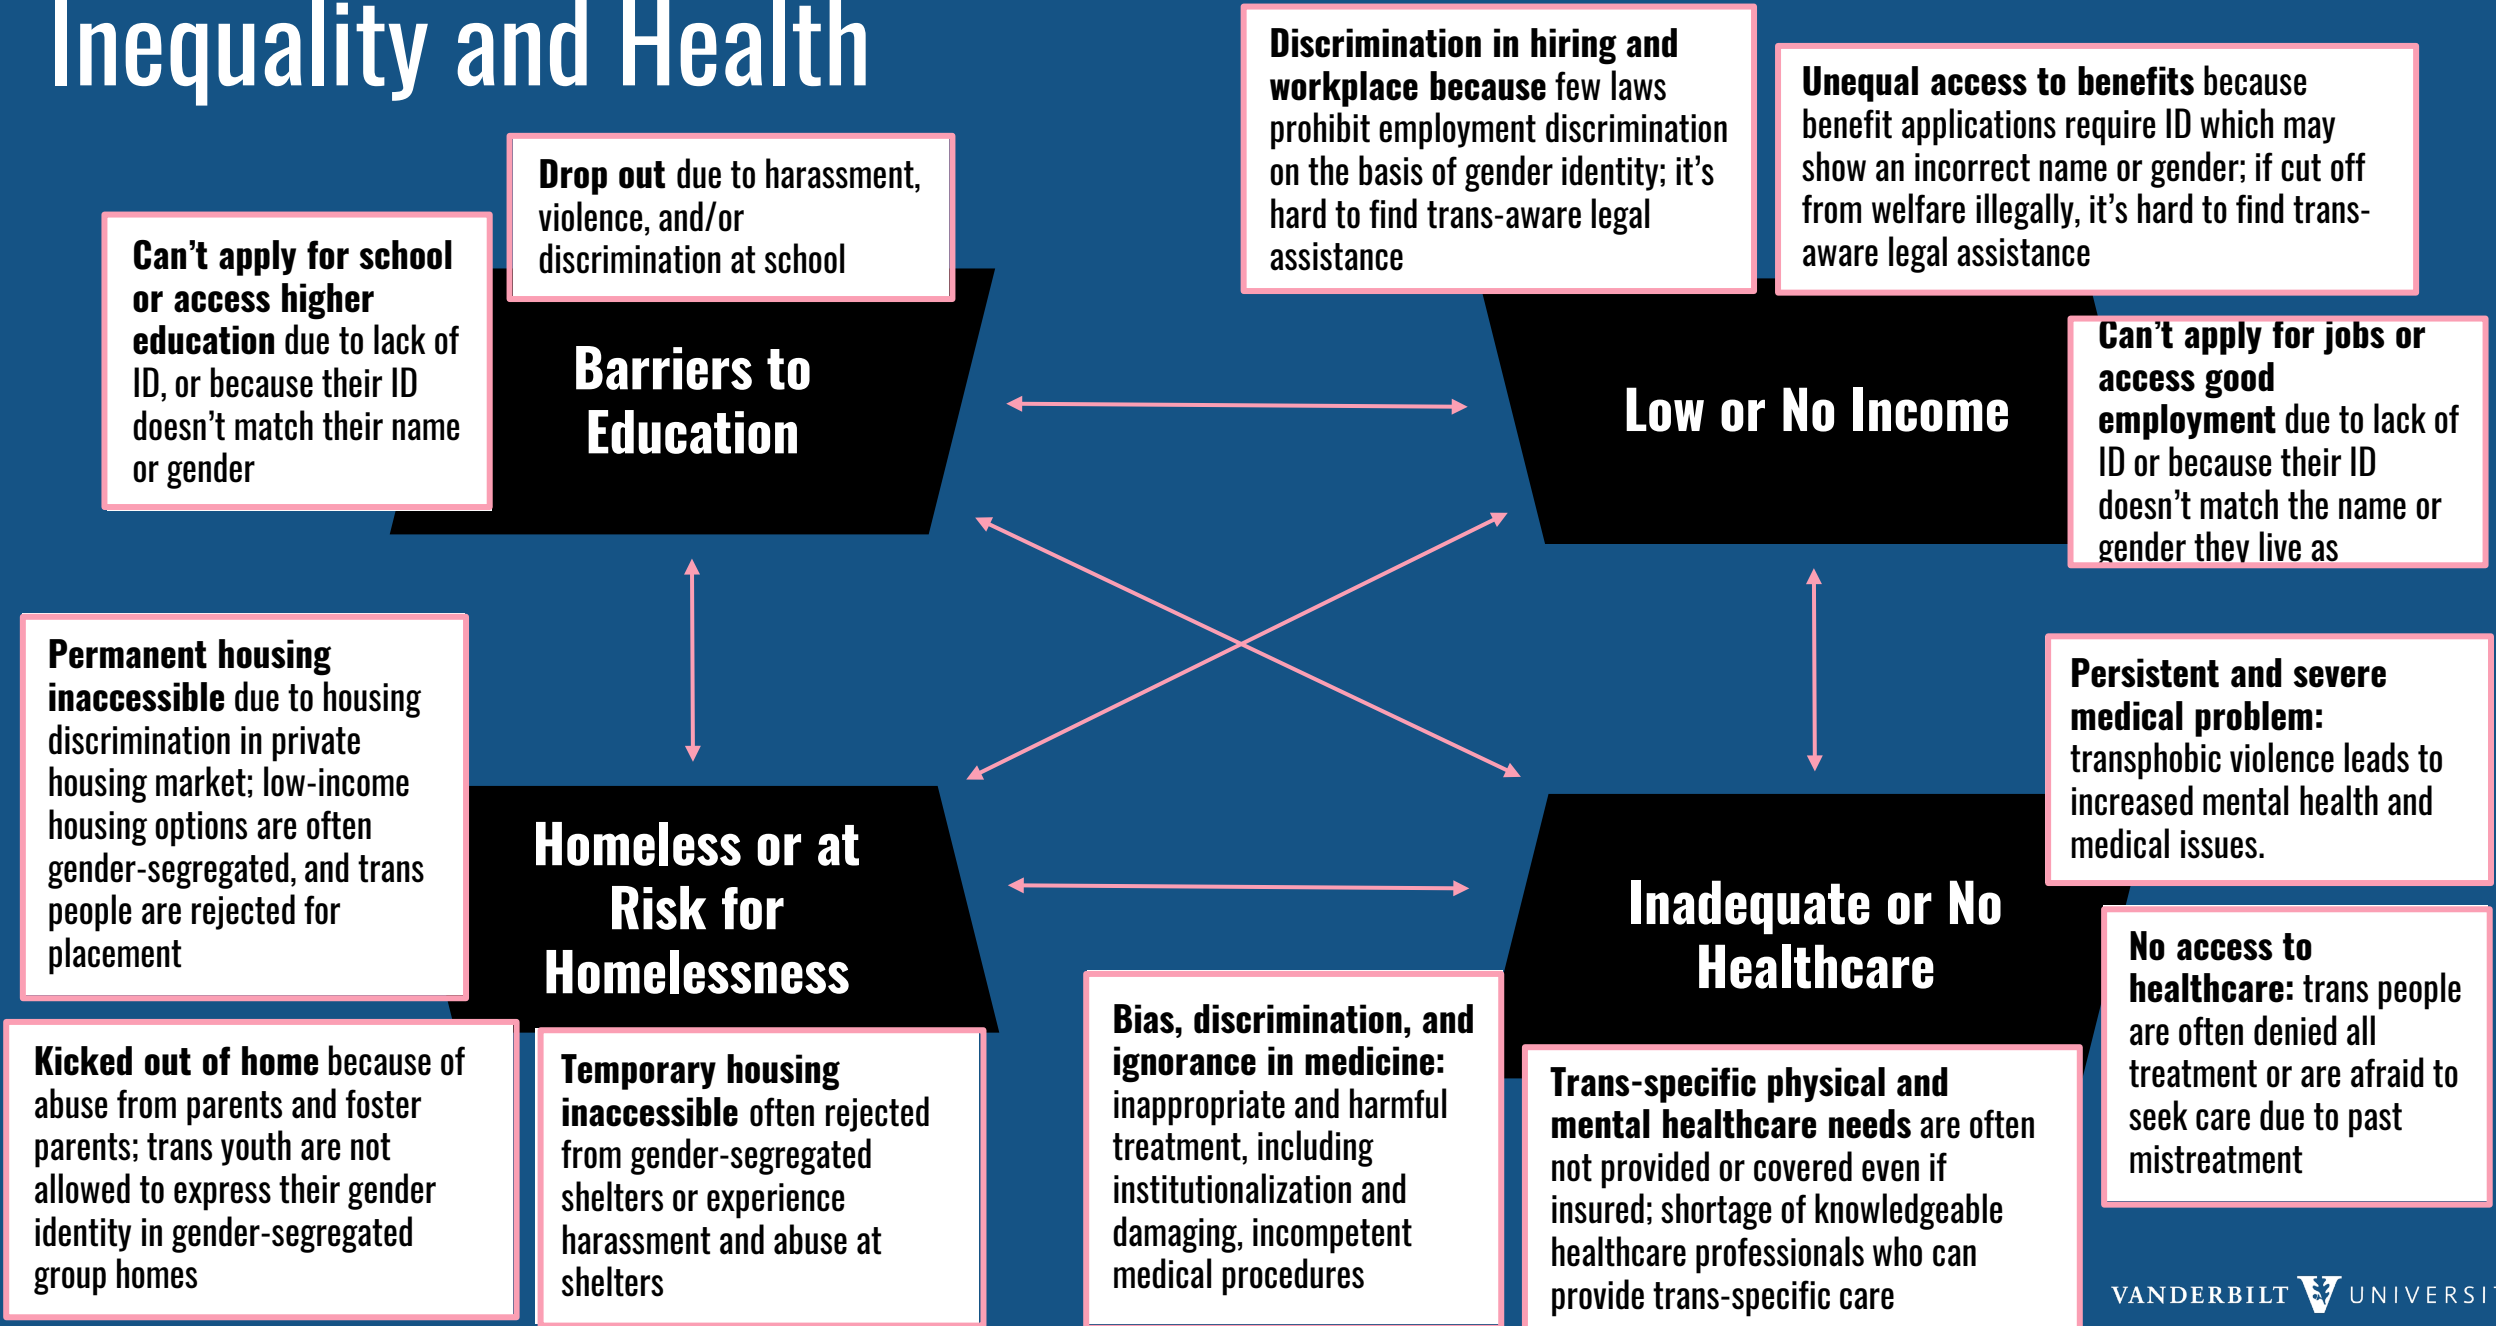 Inequality and Health
Can't apply for school
or access higher
education due to lack of
ID, or because their ID
doesn't match their name
or gender
Drop out due to harassment,
violence, and/or
discrimination at school
Barriers to
Education
Discrimination in hiring and
workplace because few laws
prohibit employment discrimination
on the basis of gender identity; it's
hard to find trans-aware legal
assistance
Unequal access to benefits because
benefit applications require ID which may
show an incorrect name or gender; if cut off
from welfare illegally, it's hard to find trans-
aware legal assistance
Low or No Income
Can't apply for jobs or
access good
employment due to lack of
ID or because their ID
doesn't match the name or
gender they live as
Permanent housing
inaccessible due to housing
discrimination in private
housing market; low-income
housing options are often
gender-segregated, and trans
people are rejected for
placement
Homeless or at
Risk for
Homelessness
Kicked out of home because of
abuse from parents and foster
parents; trans youth are not
allowed to express their gender
identity in gender-segregated
group homes
Temporary housing
inaccessible often rejected
from gender-segregated
shelters or experience
harassment and abuse at
shelters
Inadequate or No
Healthcare
Persistent and severe
medical problem:
transphobic violence leads to
increased mental health and
medical issues.
No access to
healthcare: trans people
are often denied all
treatment or are afraid to
seek care due to past
mistreatment
Bias, discrimination, and
ignorance in medicine:
inappropriate and harmful
treatment, including
institutionalization and
damaging, incompetent
medical procedures
Trans-specific physical and
mental healthcare needs are often
not provided or covered even if
insured; shortage of knowledgeable
healthcare professionals who can
provide trans-specific care
VANDERBILT UNIVERSI